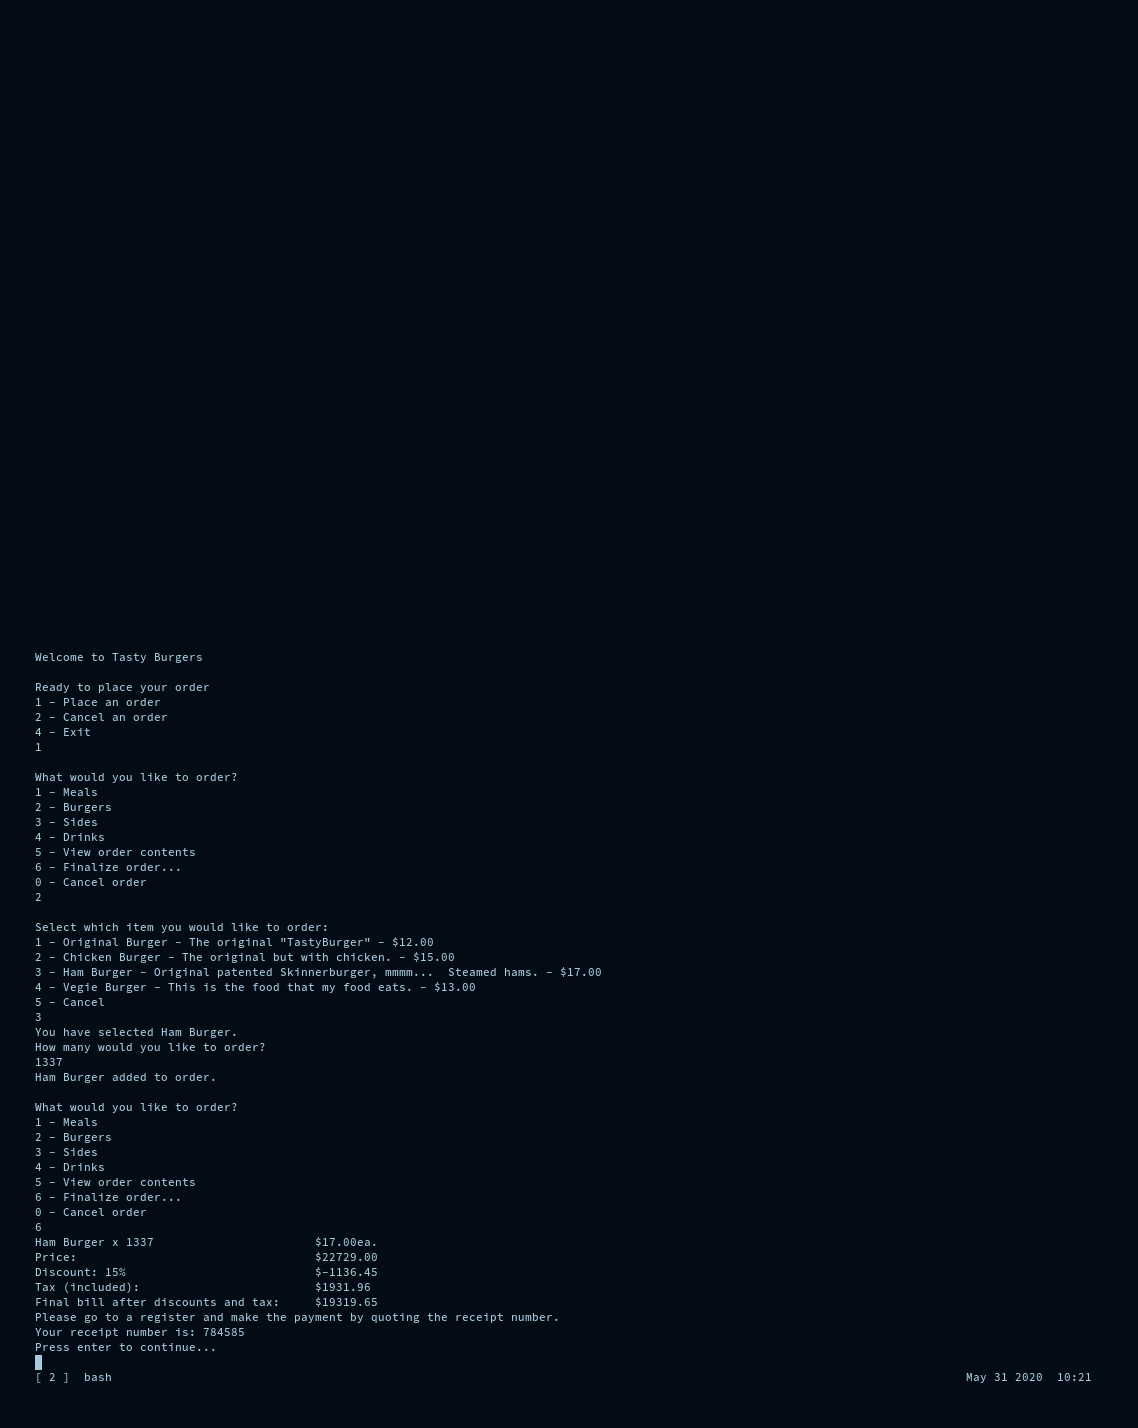 Welcome to Tasty Burgers
Ready to place your order
1 - Place an order
2 - Cancel an order
4 - Exit
1
What would you like to order?
1 - Meals
2 - Burgers
3 - Sides
4 - Drinks
5 - View order contents
6 - Finalize order...
0 - Cancel order
2
Select which item you would like to order:
1 - Original Burger - The original "TastyBurger" - $12.00
2 - Chicken Burger - The original but with chicken. - $15.00
3 - Ham Burger - Original patented Skinnerburger, mmmm...  Steamed hams. - $17.00
4 - Vegie Burger - This is the food that my food eats. - $13.00
5 - Cancel
3
You have selected Ham Burger.
How many would you like to order?
1337
Ham Burger added to order.
What would you like to order?
1 - Meals
2 - Burgers
3 - Sides
4 - Drinks
5 - View order contents
6 - Finalize order...
0 - Cancel order
6
Ham Burger x 1337 $17.00ea.
Price: $22729.00
Discount: 15% $-1136.45
Tax (included): $1931.96
Final bill after discounts and tax: $19319.65
Please go to a register and make the payment by quoting the receipt number.
Your receipt number is: 784585
Press enter to continue...
[ 2 ]  bash May 31 2020  10:21